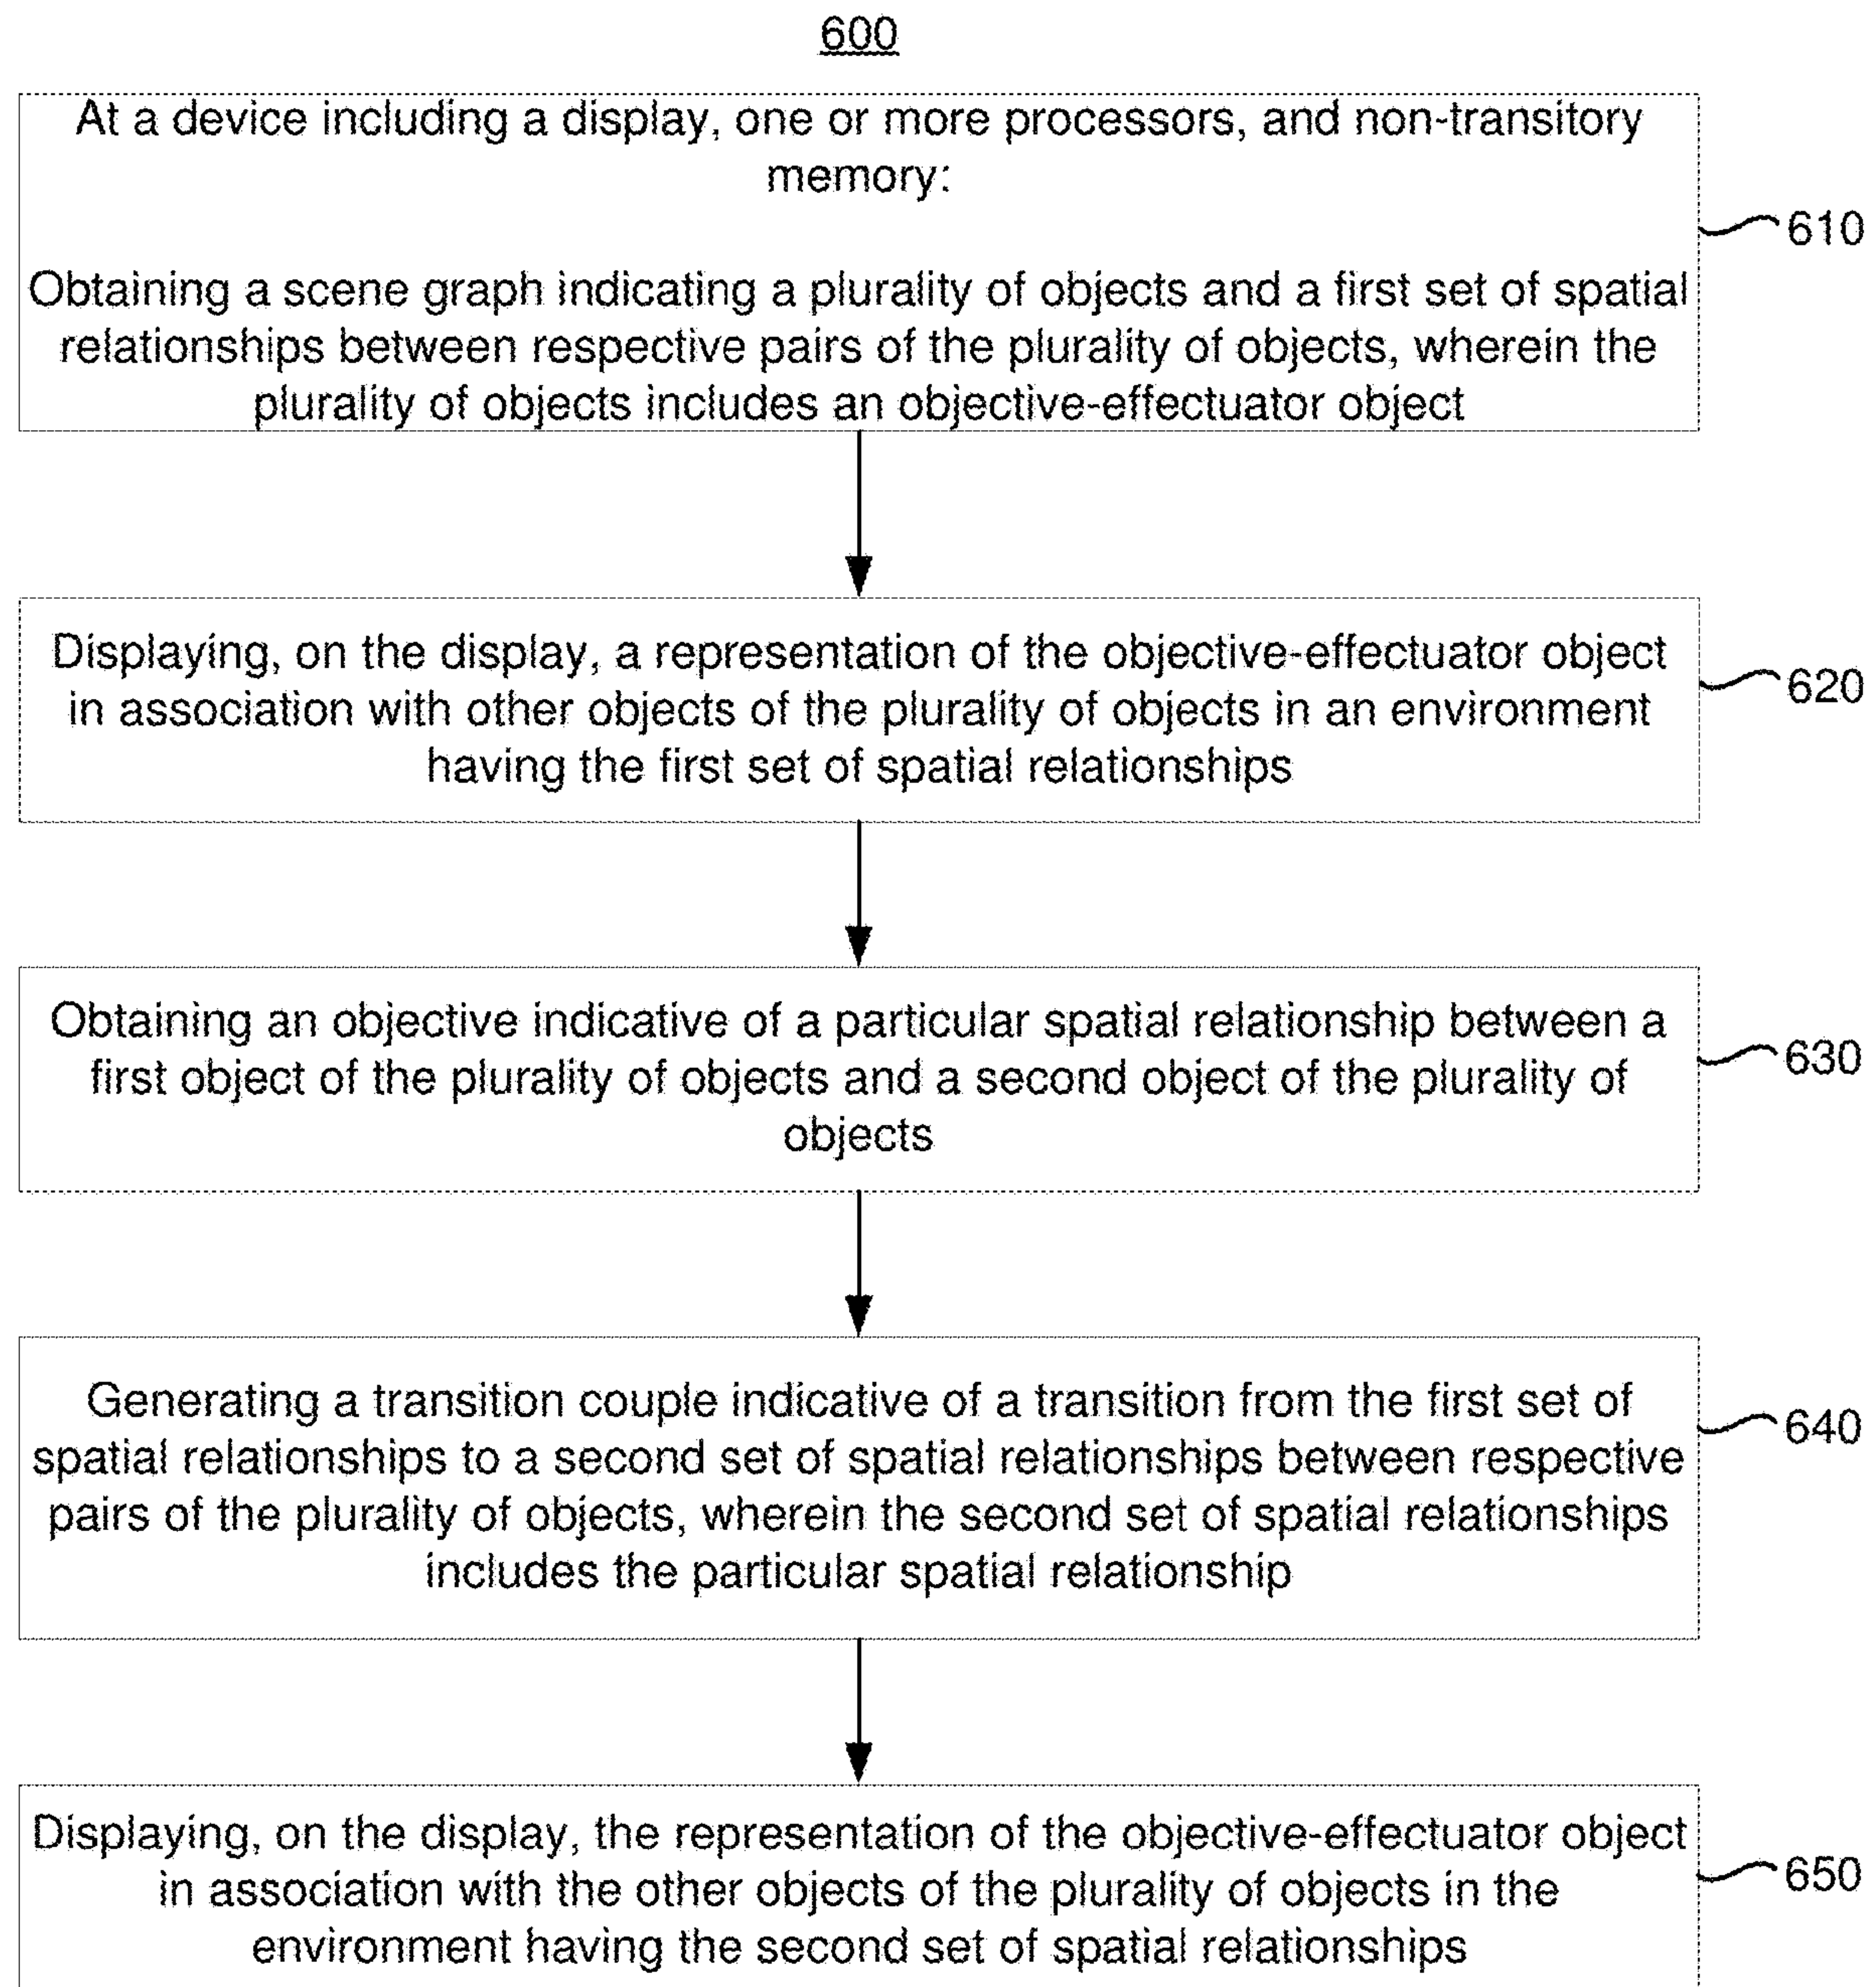 600
At a device including a display, one or more processors, and non-transitory
memory:
Obtaining a scene graph indicating a plurality of objects and a first set of spatial
relationships between respective pairs of the plurality of objects, wherein the
plurality of objects includes an objective-effectuator object
610
Displaying, on the display, a representation of the objective-effectuator object
in association with other objects of the plurality of objects in an environment
having the first set of spatial relationships
620
Obtaining an objective indicative of a particular spatial relationship between a
first object of the plurality of objects and a second object of the plurality of
objects
630
Generating a transition couple indicative of a transition from the first set of
spatial relationships to a second set of spatial relationships between respective
pairs of the plurality of objects, wherein the second set of spatial relationships
includes the particular spatial relationship
640
Displaying, on the display, the representation of the objective-effectuator object
in association with the other objects of the plurality of objects in the
environment having the second set of spatial relationships
650